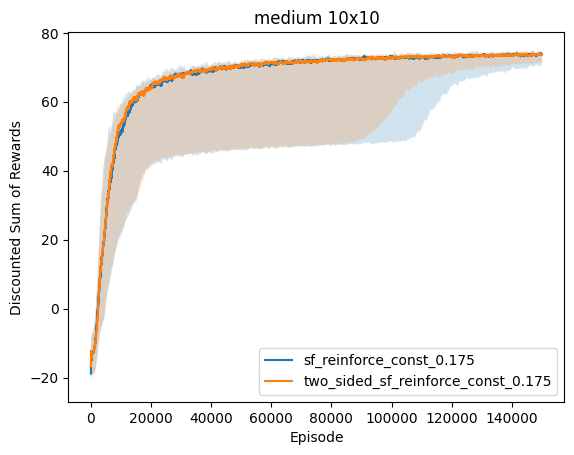 medium 10x10
Discounted Sum of Rewards
80
60
40
20
0
−20
0
20000
40000
60000
80000
100000
120000
140000
Episode
sf_reinforce_const_0.175
two_sided_sf_reinforce_const_0.175